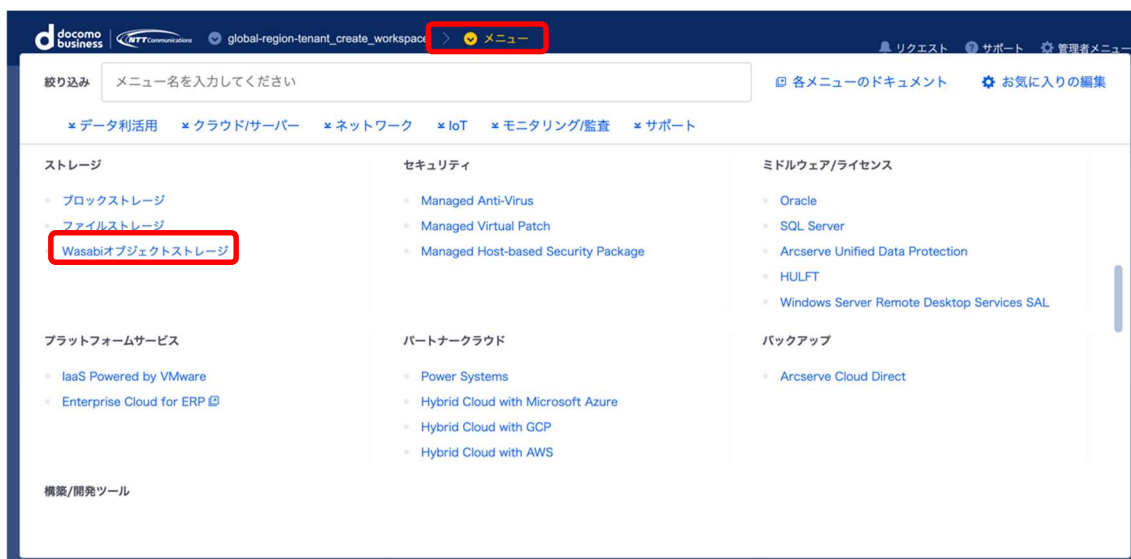 docomo business NTT Communications global-region-tenant_create_workspace > メニュー
リクエスト サポート 管理者メニュー
絞り込み メニュー名を入力してください 各メニューのドキュメント お気に入りの編集
データ利活用 クラウド/サーバー ネットワーク IoT モニタリング/監査 サポート
ストレージ
ブロックストレージ
ファイルストレージ
Wasabiオブジェクトストレージ
セキュリティ
Managed Anti-Virus
Managed Virtual Patch
Managed Host-based Security Package
ミドルウェア/ライセンス
Oracle
SQL Server
Arcserve Unified Data Protection
HULFT
Windows Server Remote Desktop Services SAL
プラットフォームサービス
IaaS Powered by VMware
Enterprise Cloud for ERP
パートナークラウド
Power Systems
Hybrid Cloud with Microsoft Azure
Hybrid Cloud with GCP
Hybrid Cloud with AWS
バックアップ
Arcserve Cloud Direct
構築/開発ツール